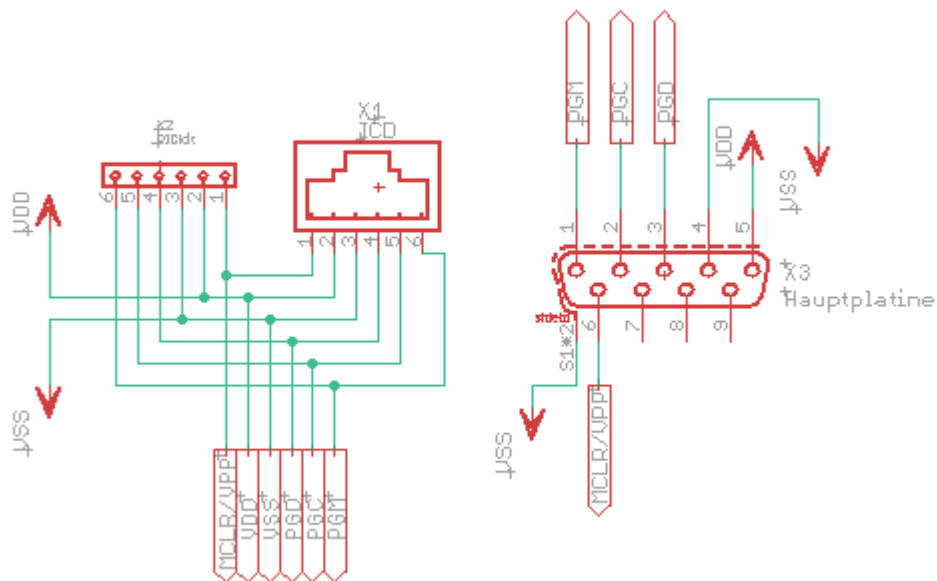 X2
X1
ICD
6
5
4
3
2
1
VDD
1
2
3
4
5
6
VSS
MCLR/VPP
VDD
VSS
PGD
PGC
PGM
PGM
PGC
PGD
VDD
VSS
1
2
3
4
5
X3
Hauptplatine
shield
S1*2
6
7
8
9
VSS
MCLR/VPP